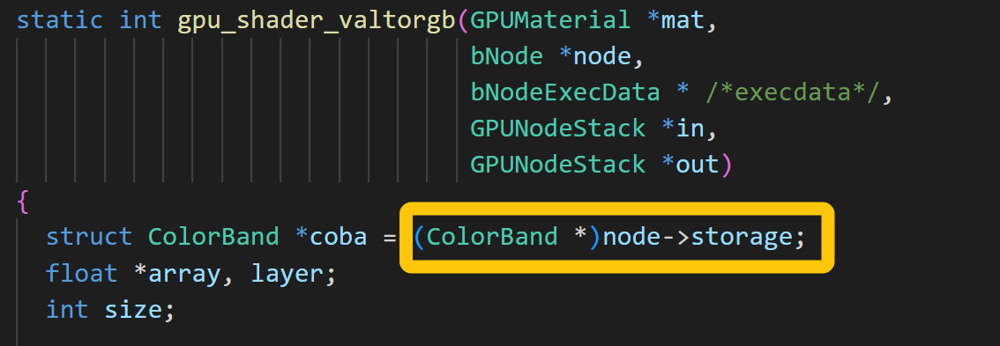 static int gpu_shader_valtorgb(GPUMaterial *mat,
bNode *node,
bNodeExecData * /*execdata*/,
GPUNodeStack *in,
GPUNodeStack *out)
{
struct ColorBand *coba = (ColorBand *)node->storage;
float *array, layer;
int size;